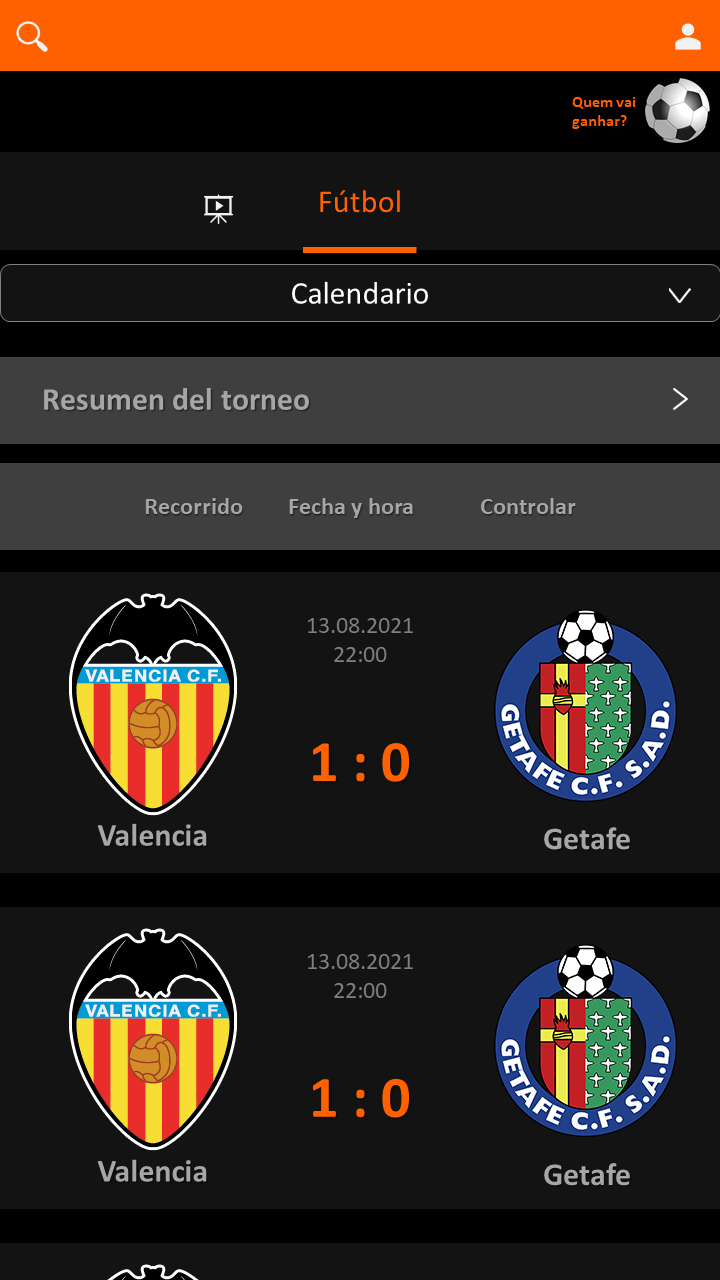 Quem vai
ganhar?
Fútbol
Calendario
Resumen del torneo
Recorrido Fecha y hora Controlar
13.08.2021
22:00
VALENCIA C.F.
1 : 0
GETAFE C.F. S.A.D.
Valencia
Getafe
13.08.2021
22:00
VALENCIA C.F.
1 : 0
GETAFE C.F. S.A.D.
Valencia
Getafe